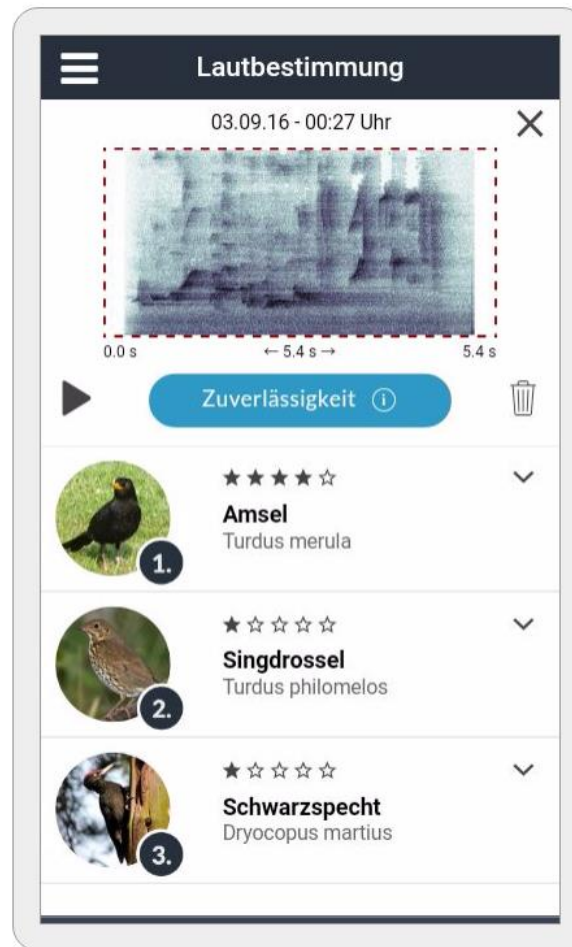 Lautbestimmung
03.09.16 - 00:27 Uhr
0.0 s
← 5.4 s →
5.4 s
Zuverlässigkeit i
★★★★☆
Amsel
Turdus merula
1.
★☆☆☆☆
Singdrossel
Turdus philomelos
2.
★☆☆☆☆
Schwarzspecht
Dryocopus martius
3.